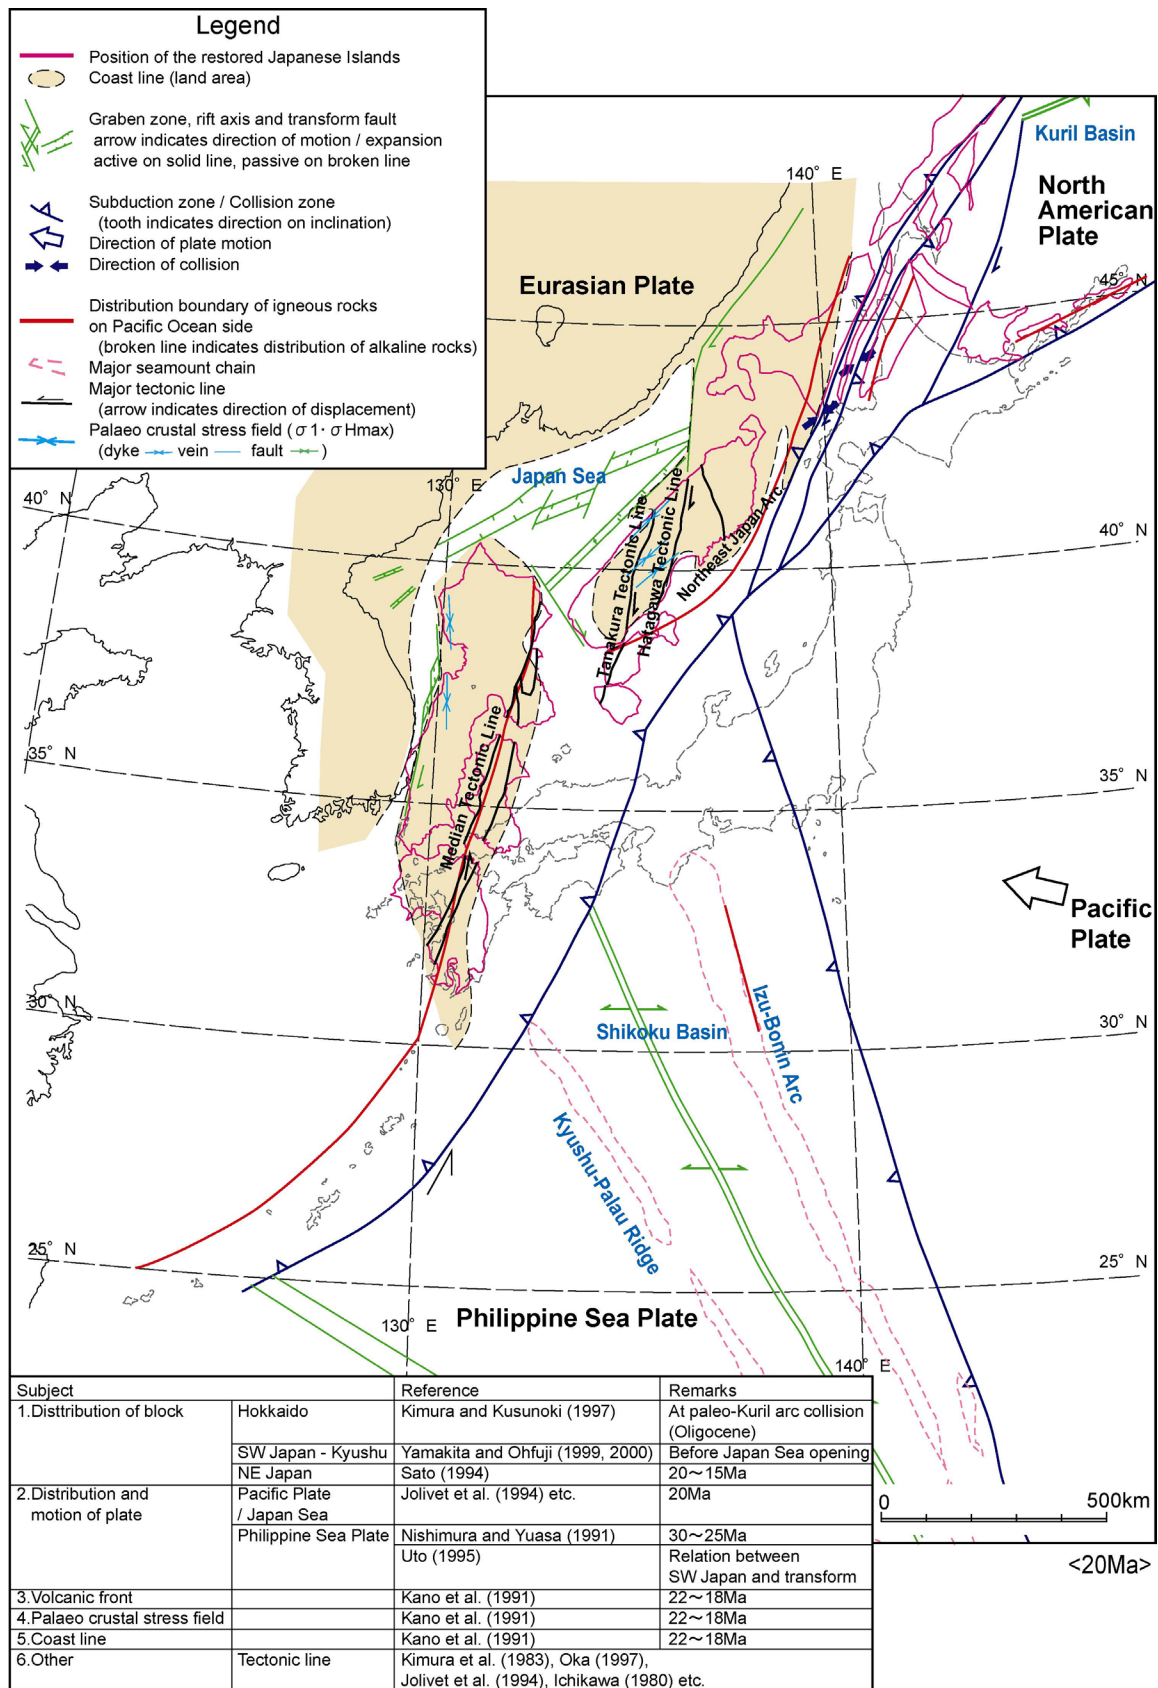 Legend
Position of the restored Japanese Islands
Coast line (land area)
Graben zone, rift axis and transform fault
arrow indicates direction of motion / expansion
active on solid line, passive on broken line
Subduction zone / Collision zone
(tooth indicates direction on inclination)
Direction of plate motion
Direction of collision
Distribution boundary of igneous rocks
on Pacific Ocean side
(broken line indicates distribution of alkaline rocks)
Major seamount chain
Major tectonic line
(arrow indicates direction of displacement)
Palaeo crustal stress field (σ1・σHmax)
(dyke vein fault )
Kuril Basin
140° E
North
American
Plate
Eurasian Plate
45° N
Japan Sea
130° E
40° N
40° N
Tanakura Tectonic Line
Hatagawa Tectonic Line
Northeast Japan Arc
Median Tectonic Line
35° N
35° N
Pacific
Plate
30° N
30° N
Shikoku Basin
Izu-Bonin Arc
Kyushu-Palau Ridge
25° N
25° N
Philippine Sea Plate
130° E
140° E
0 500km
<20Ma>
Subject Reference Remarks
1.Disttribution of block Hokkaido Kimura and Kusunoki (1997) At paleo-Kuril arc collision
(Oligocene)
SW Japan - Kyushu Yamakita and Ohfuji (1999, 2000) Before Japan Sea opening
NE Japan Sato (1994) 20～15Ma
2.Distribution and Pacific Plate Jolivet et al. (1994) etc. 20Ma
motion of plate / Japan Sea
Philippine Sea Plate Nishimura and Yuasa (1991) 30～25Ma
Uto (1995) Relation between
SW Japan and transform
3.Volcanic front Kano et al. (1991) 22～18Ma
4.Palaeo crustal stress field Kano et al. (1991) 22～18Ma
5.Coast line Kano et al. (1991) 22～18Ma
6.Other Tectonic line Kimura et al. (1983), Oka (1997),
Jolivet et al. (1994), Ichikawa (1980) etc.